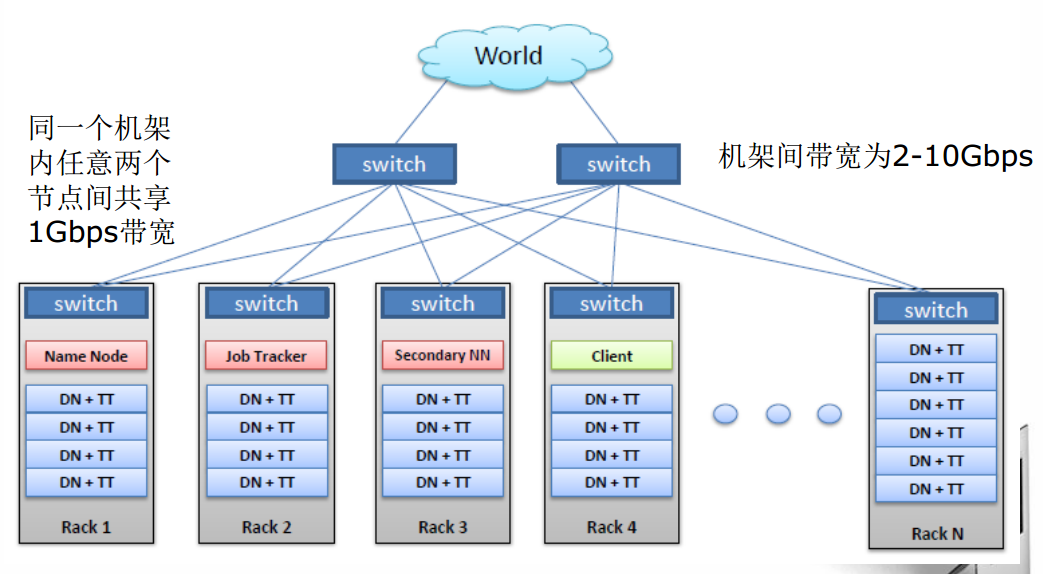 World
同一个机架
内任意两个
节点间共享
1Gbps带宽
switch
switch
机架间带宽为2-10Gbps
switch
Name Node
DN + TT
DN + TT
DN + TT
DN + TT
Rack 1
switch
Job Tracker
DN + TT
DN + TT
DN + TT
DN + TT
Rack 2
switch
Secondary NN
DN + TT
DN + TT
DN + TT
DN + TT
Rack 3
switch
Client
DN + TT
DN + TT
DN + TT
DN + TT
Rack 4
switch
DN + TT
DN + TT
DN + TT
DN + TT
DN + TT
DN + TT
Rack N